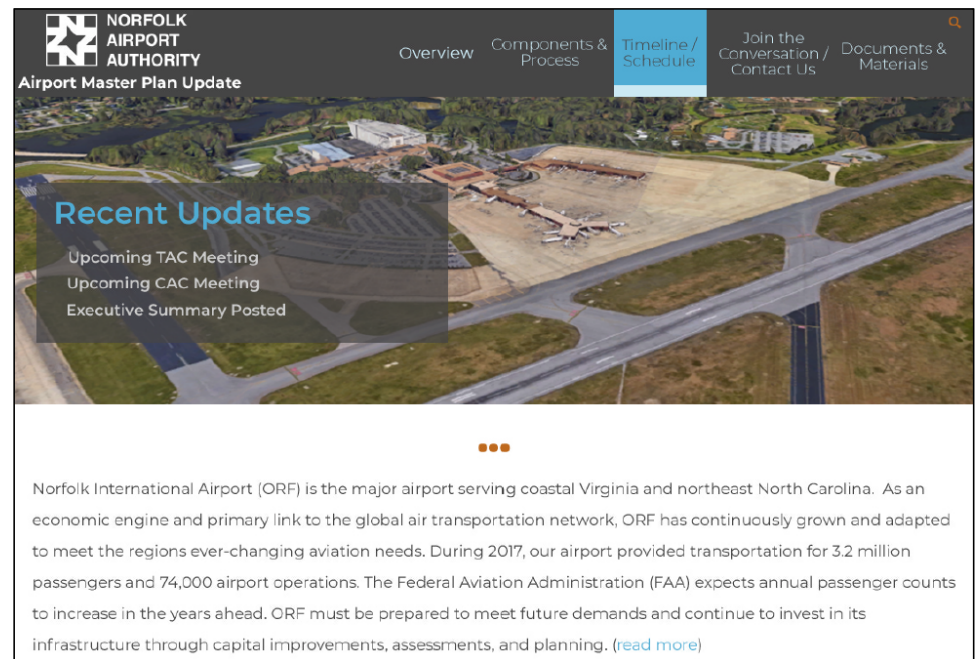 NORFOLK
AIRPORT
AUTHORITY
Airport Master Plan Update
Overview
Components &
Process
Timeline /
Schedule
Join the
Conversation /
Contact Us
Documents &
Materials
Recent Updates
Upcoming TAC Meeting
Upcoming CAC Meeting
Executive Summary Posted
Norfolk International Airport (ORF) is the major airport serving coastal Virginia and northeast North Carolina. As an
economic engine and primary link to the global air transportation network, ORF has continuously grown and adapted
to meet the regions ever-changing aviation needs. During 2017, our airport provided transportation for 3.2 million
passengers and 74,000 airport operations. The Federal Aviation Administration (FAA) expects annual passenger counts
to increase in the years ahead. ORF must be prepared to meet future demands and continue to invest in its
infrastructure through capital improvements, assessments, and planning. (read more)